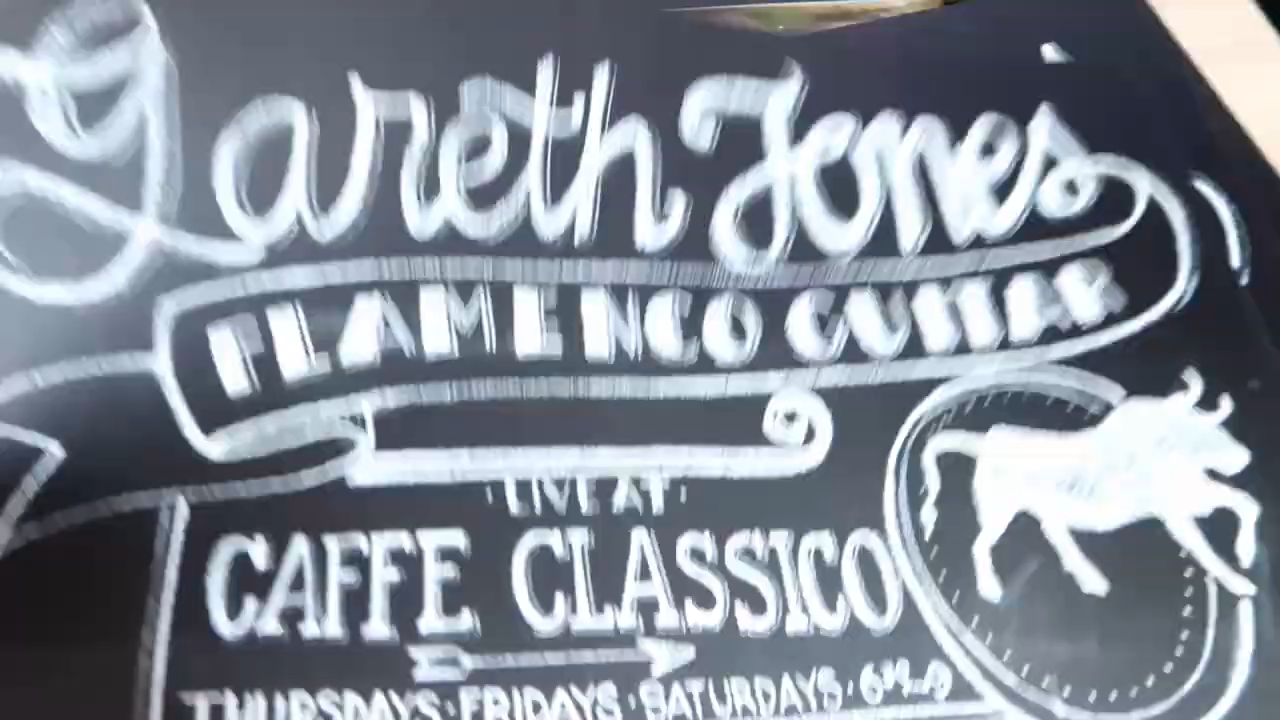 Gareth Jones
FLAMENCO GUITAR
LIVE AT
CAFFE CLASSICO
THURSDAYS · FRIDAYS · SATURDAYS ·